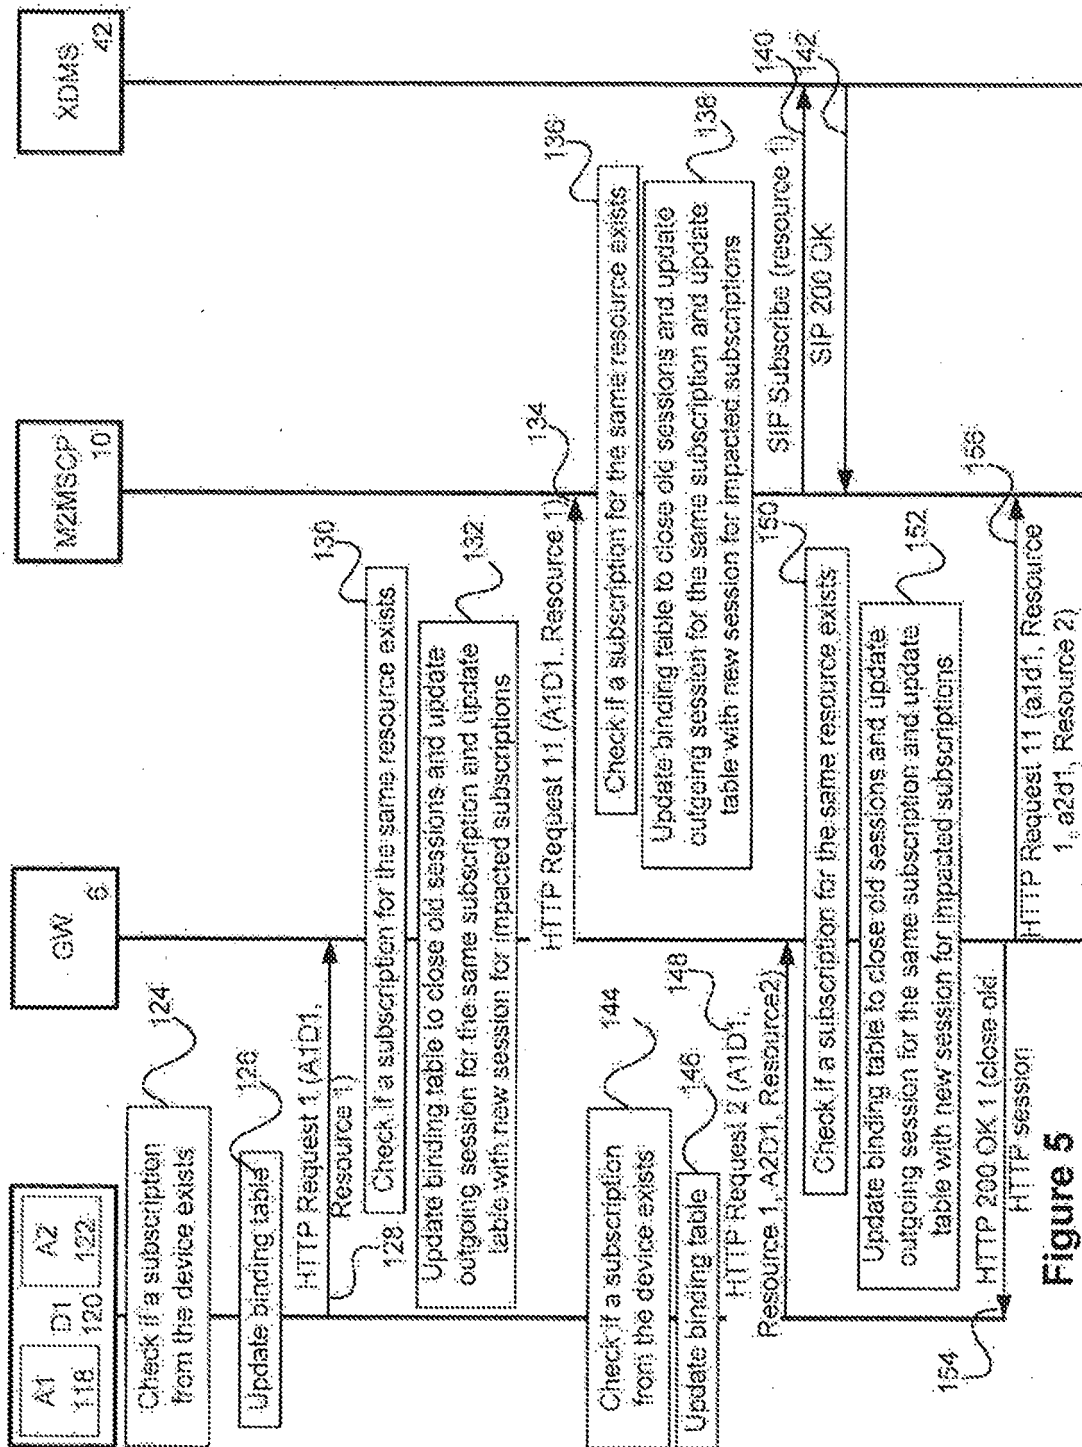 A1
118
D1
120
A2
122
GW
6
M2MSCP
10
XDMS
42
124
Check if a subscription
from the device exists
126
Update binding table
HTTP Request 1 (A1D1,
Resource 1)
128
130
Check if a subscription for the same resource exists
132
Update binding table to close old sessions and update
outgoing session for the same subscription and update
table with new session for impacted subscriptions
134
HTTP Request 11 (A1D1, Resource 1)
136
Check if a subscription for the same resource exists
138
Update binding table to close old sessions and update
outgoing session for the same subscription and update
table with new session for impacted subscriptions
SIP Subscribe (resource 1)
140
SIP 200 OK
142
144
Check if a subscription
from the device exists
146
Update binding table
148
HTTP Request 2 (A1D1,
Resource 1, A2D1, Resource2)
150
Check if a subscription for the same resource exists
152
Update binding table to close old sessions and update
outgoing session for the same subscription and update
table with new session for impacted subscriptions
154
HTTP 200 OK 1 (close old
HTTP session
156
HTTP Request 11 (a1d1, Resource
1, a2d1, Resource 2)
Figure 5